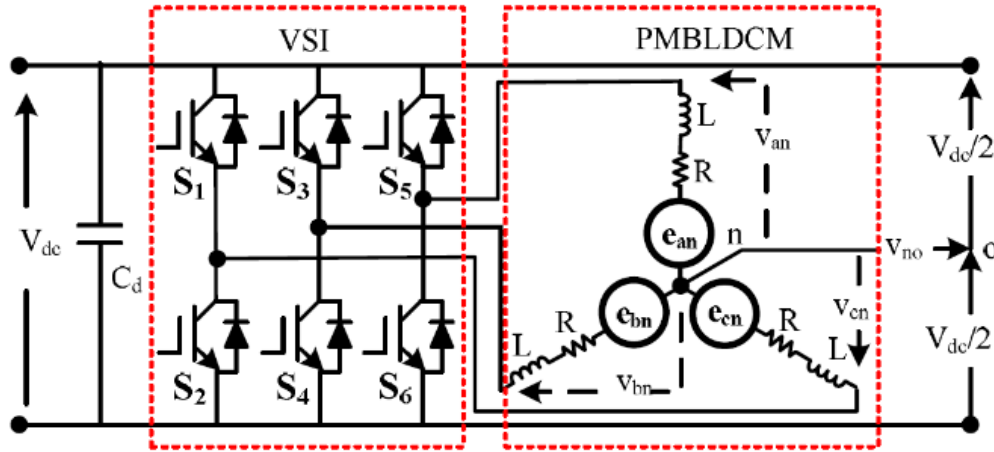 VSI
PMBLDCM
V_dc
C_d
S_1
S_3
S_5
S_2
S_4
S_6
L
R
e_an
v_an
n
v_no
o
e_bn
R
L
v_bn
e_cn
R
L
v_cn
V_dc/2
V_dc/2